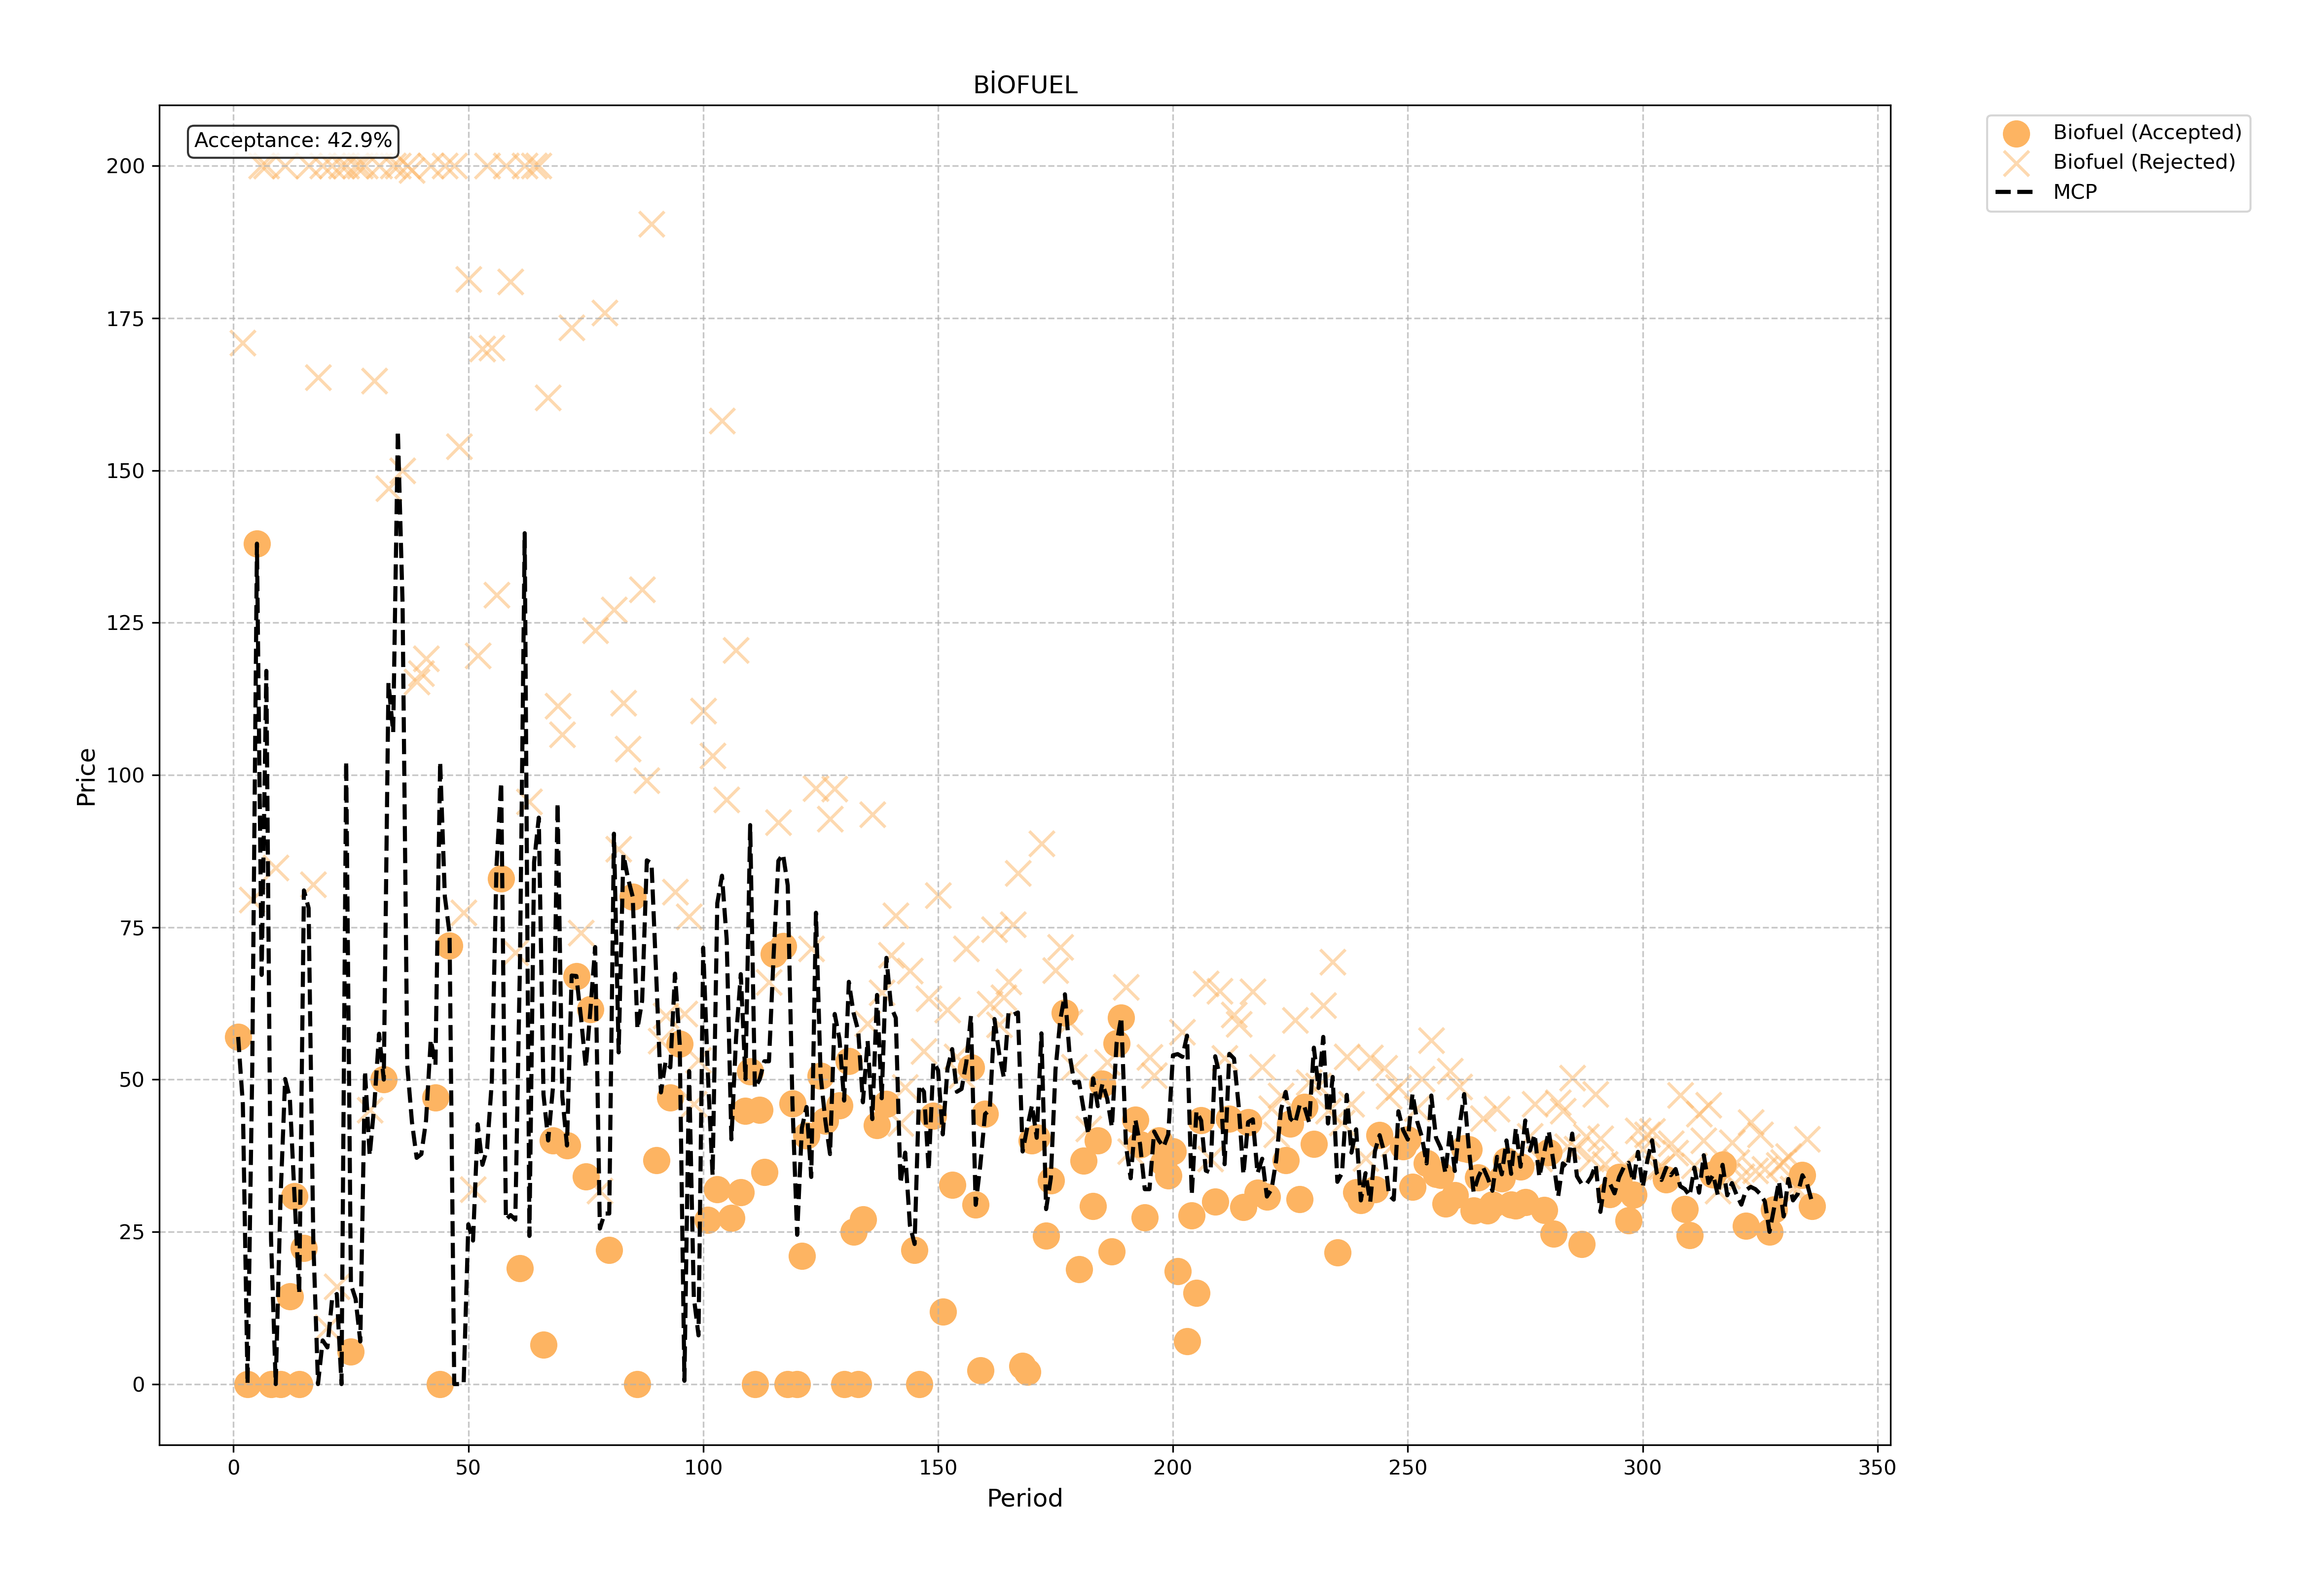 BİOFUEL
Acceptance: 42.9%
Biofuel (Accepted)
Biofuel (Rejected)
MCP
200
175
150
125
100
75
50
25
0
Price
0 50 100 150 200 250 300 350
Period